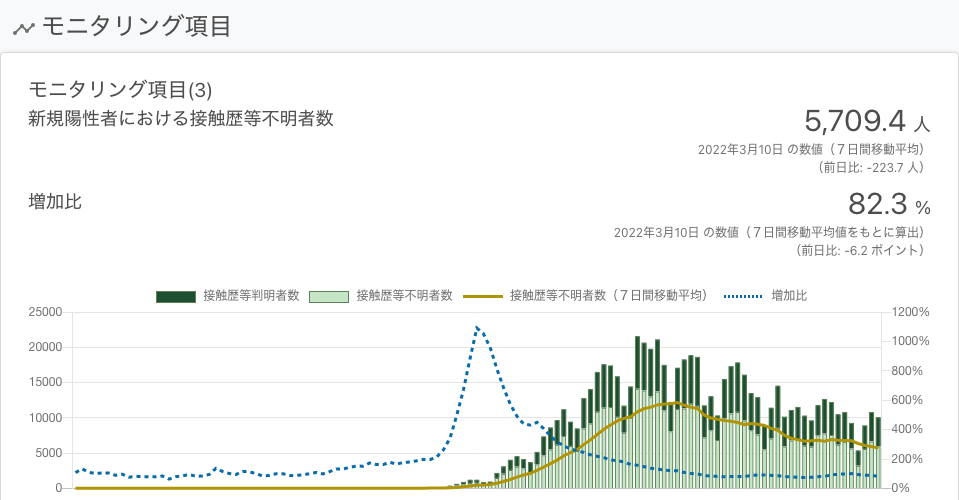 モニタリング項目
モニタリング項目(3)
新規陽性者における接触歴等不明者数
5,709.4 人
2022年3月10日 の数値（７日間移動平均）
（前日比: -223.7 人）
増加比
82.3 %
2022年3月10日 の数値（７日間移動平均値をもとに算出）
（前日比: -6.2 ポイント）
接触歴等判明者数 接触歴等不明者数 接触歴等不明者数（７日間移動平均） 増加比
25000 1200%
20000 1000%
15000 800%
10000 600%
5000 400%
0 200%
0%